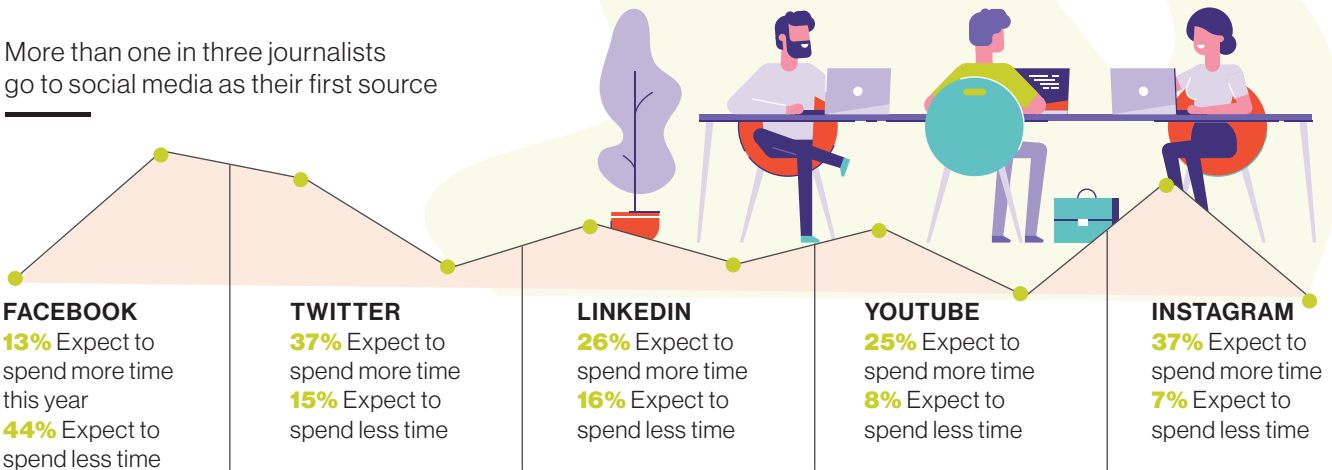 More than one in three journalists
go to social media as their first source
FACEBOOK
13% Expect to
spend more time
this year
44% Expect to
spend less time
TWITTER
37% Expect to
spend more time
15% Expect to
spend less time
LINKEDIN
26% Expect to
spend more time
16% Expect to
spend less time
YOUTUBE
25% Expect to
spend more time
8% Expect to
spend less time
INSTAGRAM
37% Expect to
spend more time
7% Expect to
spend less time